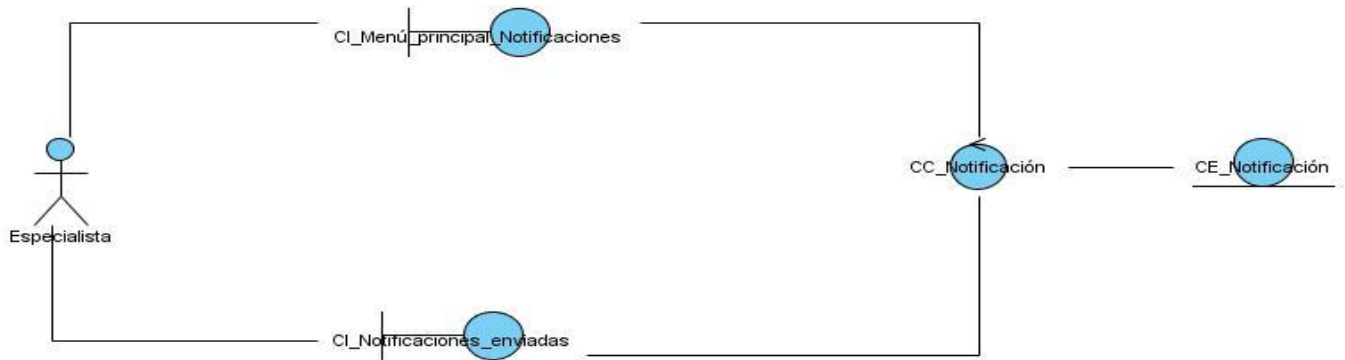 CI_Menú_principal_Notificaciones
CC_Notificación
CE_Notificación
Especialista
CI_Notificaciones_enviadas